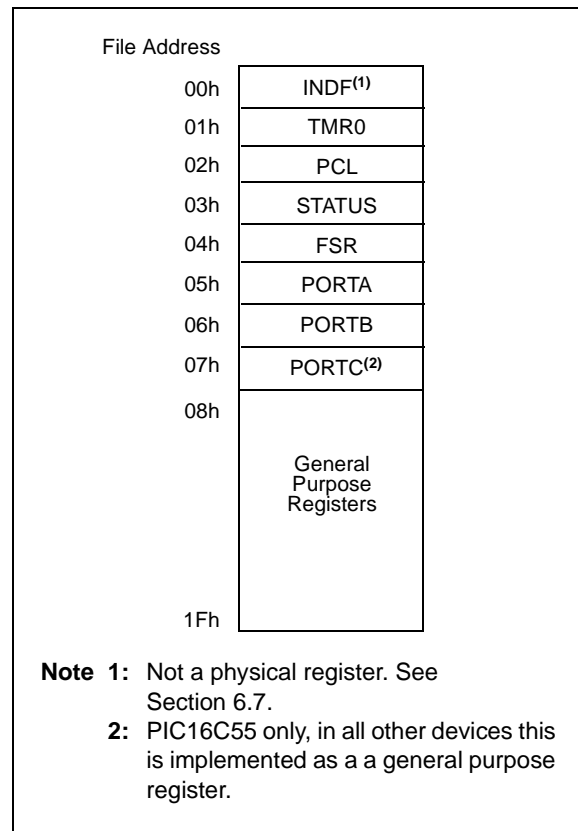 File Address
00h INDF(1)
01h TMR0
02h PCL
03h STATUS
04h FSR
05h PORTA
06h PORTB
07h PORTC(2)
08h
General
Purpose
Registers
1Fh
Note 1: Not a physical register. See
Section 6.7.
2: PIC16C55 only, in all other devices this
is implemented as a a general purpose
register.